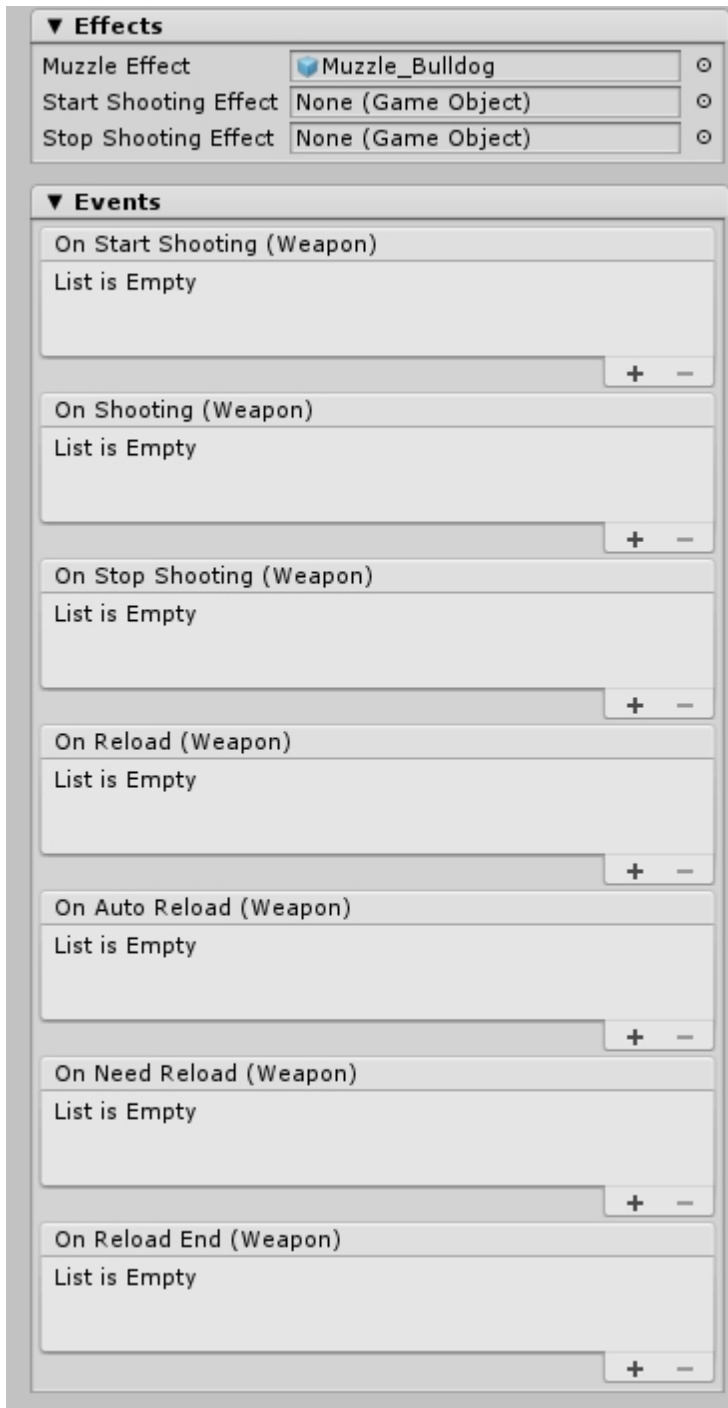 ▼ Effects
Muzzle Effect Muzzle_Bulldog
Start Shooting Effect None (Game Object)
Stop Shooting Effect None (Game Object)
▼ Events
On Start Shooting (Weapon)
List is Empty
+ −
On Shooting (Weapon)
List is Empty
+ −
On Stop Shooting (Weapon)
List is Empty
+ −
On Reload (Weapon)
List is Empty
+ −
On Auto Reload (Weapon)
List is Empty
+ −
On Need Reload (Weapon)
List is Empty
+ −
On Reload End (Weapon)
List is Empty
+ −